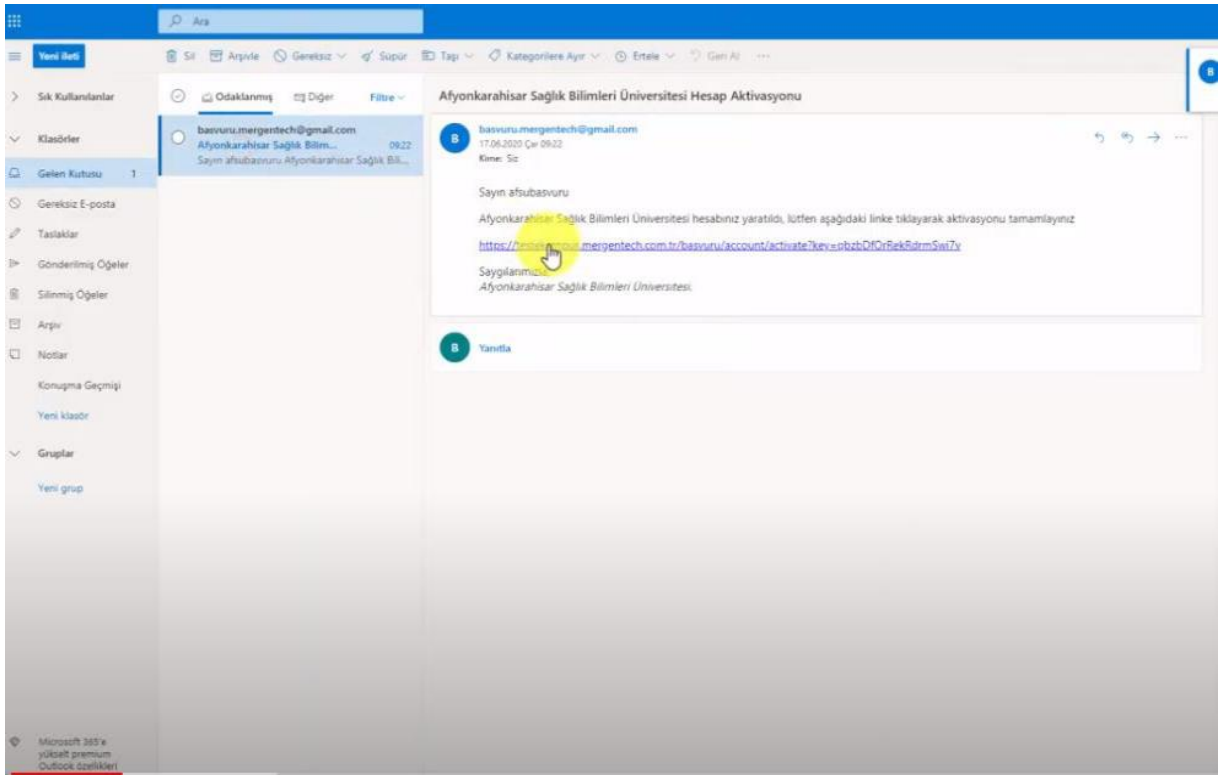 Ara
Yeni ileti
Sil Arşivle Gereksiz Süpür Taşı Kategorilere Ayır Ertele Geri Al ...
Sık Kullanılanlar
Klasörler
Gelen Kutusu 1
Gereksiz E-posta
Taslaklar
Gönderilmiş Öğeler
Silinmiş Öğeler
Arşiv
Notlar
Konuşma Geçmişi
Yeni klasör
Gruplar
Yeni grup
Microsoft 365'e
yükselt premium
Outlook özellikleri
Odaklanmış Diğer Filtre
basvuru.mergentech@gmail.com
Afyonkarahisar Sağlık Bilim... 09:22
Sayın afsubasvuru Afyonkarahisar Sağlık Bili...
Afyonkarahisar Sağlık Bilimleri Üniversitesi Hesap Aktivasyonu
B
basvuru.mergentech@gmail.com
17.06.2020 Çar 09:22
Kime: Siz
Sayın afsubasvuru
Afyonkarahisar Sağlık Bilimleri Üniversitesi hesabınız yaratıldı, lütfen aşağıdaki linke tıklayarak aktivasyonu tamamlayınız
mergentech.com.tr/basvuru/account/activate?key=
Saygılarımızla,
Afyonkarahisar Sağlık Bilimleri Üniversitesi.
B Yanıtla
B